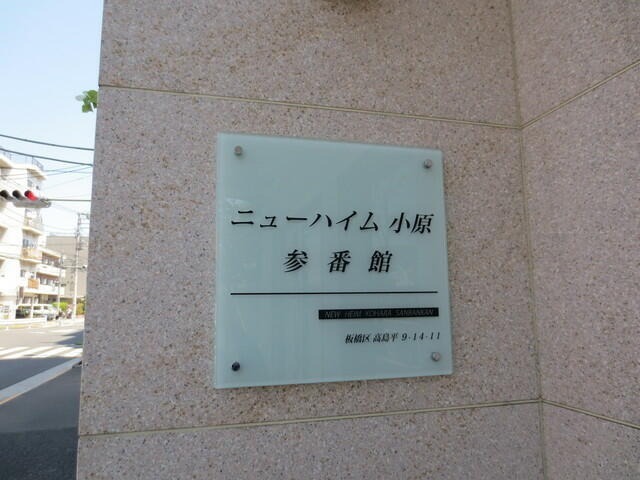 ニューハイム 小原
参番館
NEW HEIM KOHARA SANBANKAN
板橋区 高島平 9-14-11